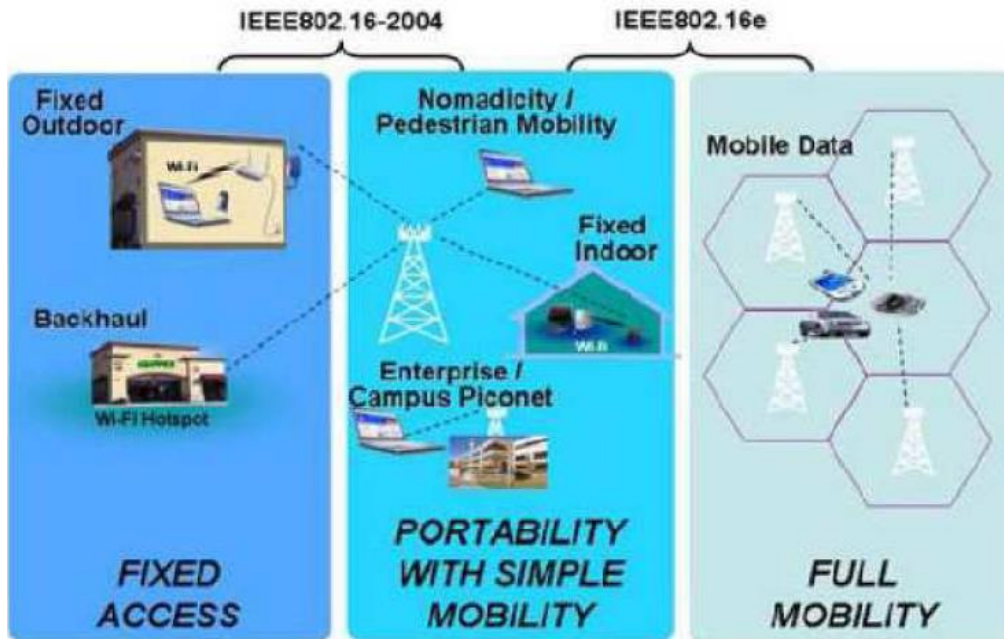 IEEE802.16-2004
IEEE802.16e
Fixed
Outdoor
Wi-Fi
Backhaul
Wi-Fi Hotspot
FIXED
ACCESS
Nomadicity /
Pedestrian Mobility
Fixed
Indoor
Wi-Fi
Enterprise /
Campus Piconet
PORTABILITY
WITH SIMPLE
MOBILITY
Mobile Data
FULL
MOBILITY